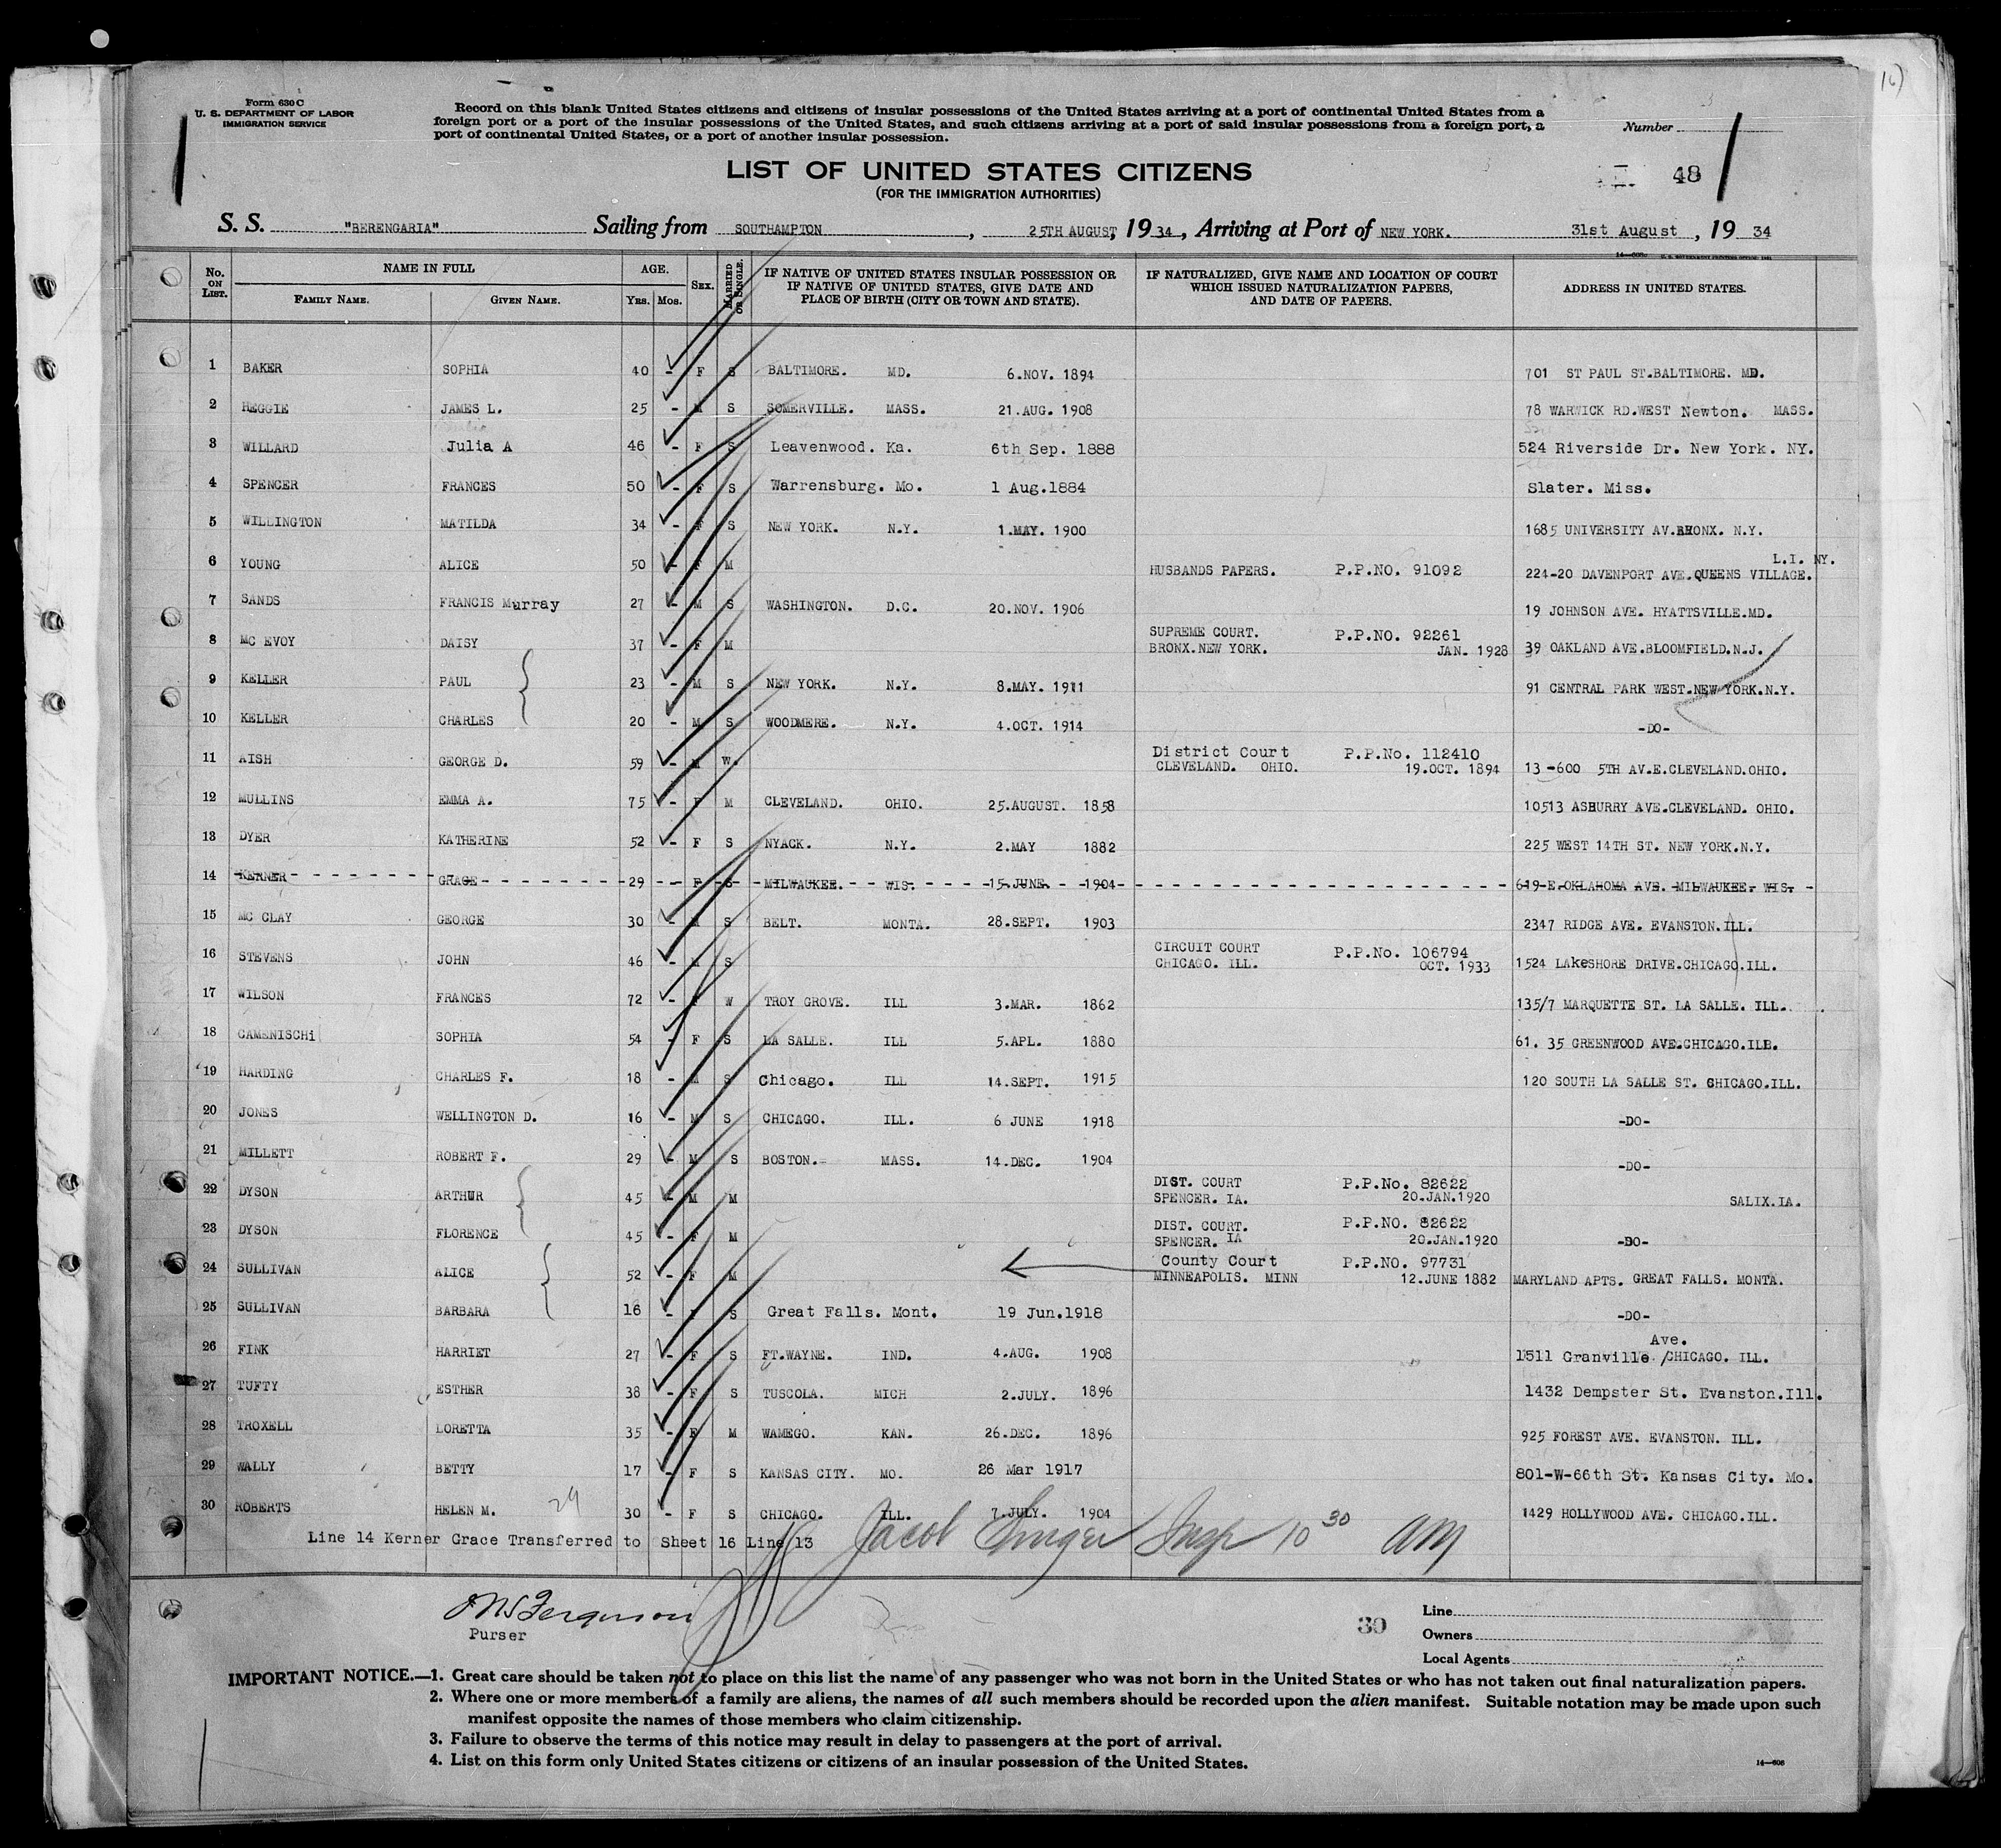 Form 630 C
U. S. DEPARTMENT OF LABOR
IMMIGRATION SERVICE
Record on this blank United States citizens and citizens of insular possessions of the United States arriving at a port of continental United States from a
foreign port or a port of the insular possessions of the United States, and such citizens arriving at a port of said insular possessions from a foreign port, a
port of continental United States, or a port of another insular possession.
Number
LIST OF UNITED STATES CITIZENS
48
(FOR THE IMMIGRATION AUTHORITIES)
S. S. "BERENGARIA" Sailing from SOUTHAMPTON, 25TH AUGUST, 1934, Arriving at Port of NEW YORK. 31st August, 1934
No. ON LIST. NAME IN FULL FAMILY NAME. GIVEN NAME. AGE. Yrs. Mos. SEX. MARRIED OR SINGLE. IF NATIVE OF UNITED STATES INSULAR POSSESSION OR IF NATIVE OF UNITED STATES, GIVE DATE AND PLACE OF BIRTH (CITY OR TOWN AND STATE). IF NATURALIZED, GIVE NAME AND LOCATION OF COURT WHICH ISSUED NATURALIZATION PAPERS, AND DATE OF PAPERS. ADDRESS IN UNITED STATES.
1 BAKER SOPHIA 40 - F S BALTIMORE. MD. 6.NOV. 1894 701 ST PAUL ST.BALTIMORE. MD.
2 HEGGIE JAMES L. 25 - M S SOMERVILLE. MASS. 21.AUG. 1908 78 WARWICK RD.WEST Newton. MASS.
3 WILLARD Julia A 46 - F S Leavenwood. Ka. 6th Sep. 1888 524 Riverside Dr. New York. NY.
4 SPENCER FRANCES 50 - F S Warrensburg. Mo. 1 Aug.1884 Slater. Miss.
5 WILLINGTON MATILDA 34 - F S NEW YORK. N.Y. 1.MAY. 1900 1685 UNIVERSITY AV.BRONX. N.Y.
6 YOUNG ALICE 50 - F M HUSBANDS PAPERS. P.P.NO. 91092 224-20 DAVENPORT AVE.QUEENS VILLAGE. L.I. NY.
7 SANDS FRANCIS Murray 27 - M S WASHINGTON. D.C. 20.NOV. 1906 19 JOHNSON AVE. HYATTSVILLE.MD.
8 MC EVOY DAISY 37 - F M SUPREME COURT. P.P.NO. 92261 BRONX.NEW YORK. JAN. 1928 39 OAKLAND AVE.BLOOMFIELD.N.J.
9 KELLER PAUL 23 - M S NEW YORK. N.Y. 8.MAY. 1911 91 CENTRAL PARK WEST.NEW YORK.N.Y.
10 KELLER CHARLES 20 - M S WOODMERE. N.Y. 4.OCT. 1914 -DO-
11 AISH GEORGE D. 59 - M W. District Court P.P.No. 112410 CLEVELAND. OHIO. 19.OCT. 1894 13-600 5TH AV.E.CLEVELAND.OHIO.
12 MULLINS EMMA A. 75 - F M CLEVELAND. OHIO. 25.AUGUST. 1858 10513 ASBURRY AVE.CLEVELAND. OHIO.
13 DYER KATHERINE 52 - F S NYACK. N.Y. 2.MAY 1882 225 WEST 14TH ST. NEW YORK.N.Y.
14 KERNER GRACE 29 - F S MILWAUKEE. WIS. 15 JUNE. 1904 619 E.OKLAHOMA AVE. MILWAUKEE. WIS.
15 MC CLAY GEORGE 30 - M S BELT. MONTA. 28.SEPT. 1903 2347 RIDGE AVE. EVANSTON.ILL.
16 STEVENS JOHN 46 - M S CIRCUIT COURT P.P.No. 106794 CHICAGO. ILL. OCT. 1933 1524 LAkeSHORE DRIVE.CHICAGO.ILL.
17 WILSON FRANCES 72 - F W TROY GROVE. ILL 3.MAR. 1862 135/7 MARQUETTE ST. LA SALLE. ILL.
18 CAMENISCHi SOPHIA 54 - F S LA SALLE. ILL 5.APL. 1880 61. 35 GREENWOOD AVE.CHICAGO.ILL.
19 HARDING CHARLES F. 18 - M S Chicago. ILL 14.SEPT. 1915 120 SOUTH LA SALLE ST. CHICAGO.ILL.
20 JONES WELLINGTON D. 16 - M S CHICAGO. ILL. 6 JUNE 1918 -DO-
21 MILLETT ROBERT F. 29 - M S BOSTON. MASS. 14.DEC. 1904 -DO-
22 DYSON ARTHUR 45 - M M DIST. COURT P.P.No. 82622 SPENCER. IA. 20.JAN.1920 SALIX.IA.
23 DYSON FLORENCE 45 - F M DIST. COURT. P.P.NO. 82622 SPENCER. IA 20.JAN.1920 -DO-
24 SULLIVAN ALICE 52 - F M County Court P.P.NO. 97731 MINNEAPOLIS. MINN 12.JUNE 1882 MARYLAND APTS. GREAT FALLS. MONTA.
25 SULLIVAN BARBARA 16 - F S Great Falls. Mont. 19 Jun.1918 -DO-
26 FINK HARRIET 27 - F S FT.WAYNE. IND. 4.AUG. 1908 1511 Granville /CHICAGO. ILL. Ave.
27 TUFTY ESTHER 38 - F S TUSCOLA. MICH 2.JULY. 1896 1432 Dempster St. Evanston.Ill.
28 TROXELL LORETTA 35 - F M WAMEGO. KAN. 26.DEC. 1896 925 FOREST AVE. EVANSTON. ILL.
29 WALLY BETTY 17 - F S KANSAS CITY. MO. 26 Mar 1917 801-W-66th St. Kansas City. Mo.
30 ROBERTS HELEN M. 29 30 - F S CHICAGO. ILL. 7.JULY. 1904 1429 HOLLYWOOD AVE. CHICAGO.ILL.
Line 14 Kerner Grace Transferred to Sheet 16 Line 13 Jacob Singer Insp 10 30 AM
Ferguson
Purser
30
Line
Owners
Local Agents
IMPORTANT NOTICE.—1. Great care should be taken not to place on this list the name of any passenger who was not born in the United States or who has not taken out final naturalization papers.
2. Where one or more members of a family are aliens, the names of all such members should be recorded upon the alien manifest. Suitable notation may be made upon such
manifest opposite the names of those members who claim citizenship.
3. Failure to observe the terms of this notice may result in delay to passengers at the port of arrival.
4. List on this form only United States citizens or citizens of an insular possession of the United States.
14—608